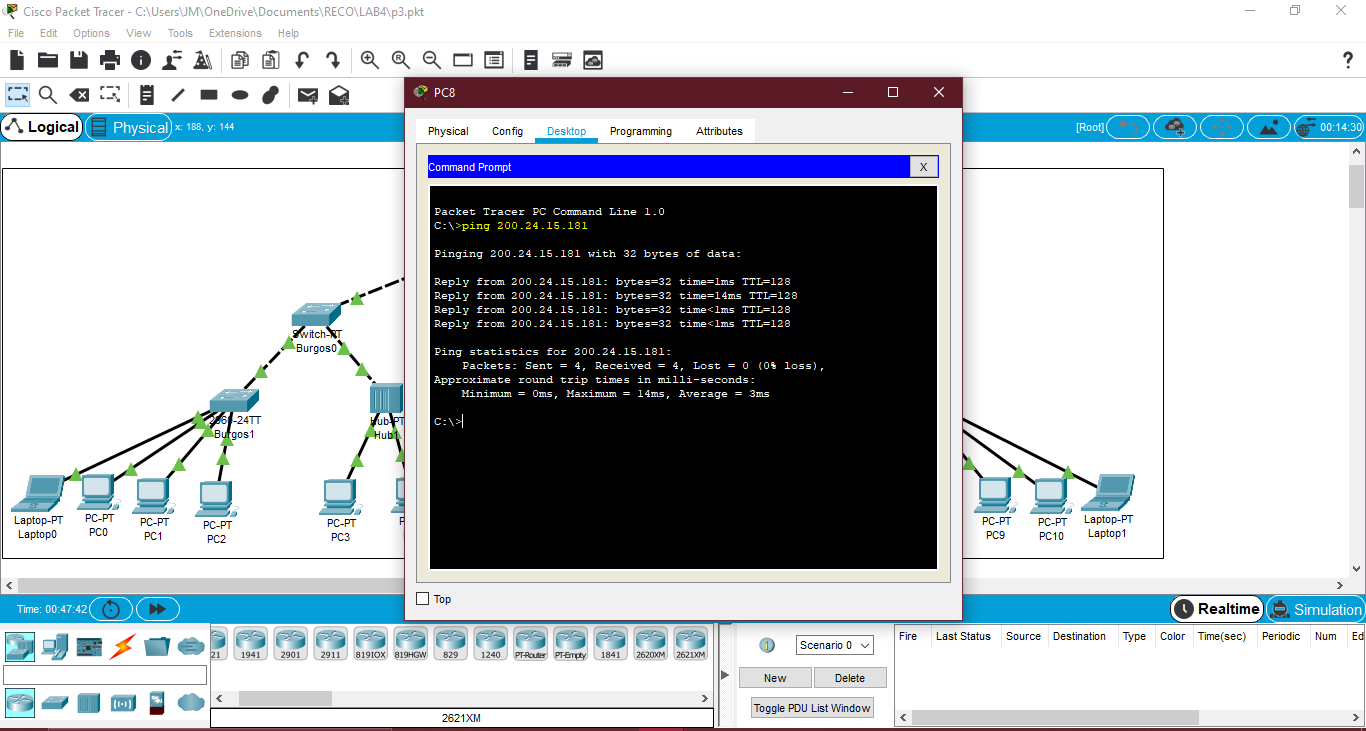 Cisco Packet Tracer - C:\Users\JM\OneDrive\Documents\RECO\LAB4\p3.pkt
File Edit Options View Tools Extensions Help
Logical Physical x: 188, y: 144
[Root] 00:14:30
PC8
Physical Config Desktop Programming Attributes
Command Prompt X
Packet Tracer PC Command Line 1.0
C:\>ping 200.24.15.181
Pinging 200.24.15.181 with 32 bytes of data:
Reply from 200.24.15.181: bytes=32 time=1ms TTL=128
Reply from 200.24.15.181: bytes=32 time=14ms TTL=128
Reply from 200.24.15.181: bytes=32 time<1ms TTL=128
Reply from 200.24.15.181: bytes=32 time<1ms TTL=128
Ping statistics for 200.24.15.181:
Packets: Sent = 4, Received = 4, Lost = 0 (0% loss),
Approximate round trip times in milli-seconds:
Minimum = 0ms, Maximum = 14ms, Average = 3ms
C:\>
Top
Switch-PT
Burgos0
2960-24TT
Burgos1
Hub-PT
Hub1
Laptop-PT
Laptop0
PC-PT
PC0
PC-PT
PC1
PC-PT
PC2
PC-PT
PC3
P
PC-PT
PC9
PC-PT
PC10
Laptop-PT
Laptop1
Time: 00:47:42
Realtime Simulation
21 1941 2901 2911 819IOX 819HGW 829 1240 PT-Router PT-Empty 1841 2620XM 2621XM
2621XM
Scenario 0
New Delete
Toggle PDU List Window
Fire Last Status Source Destination Type Color Time(sec) Periodic Num Ed